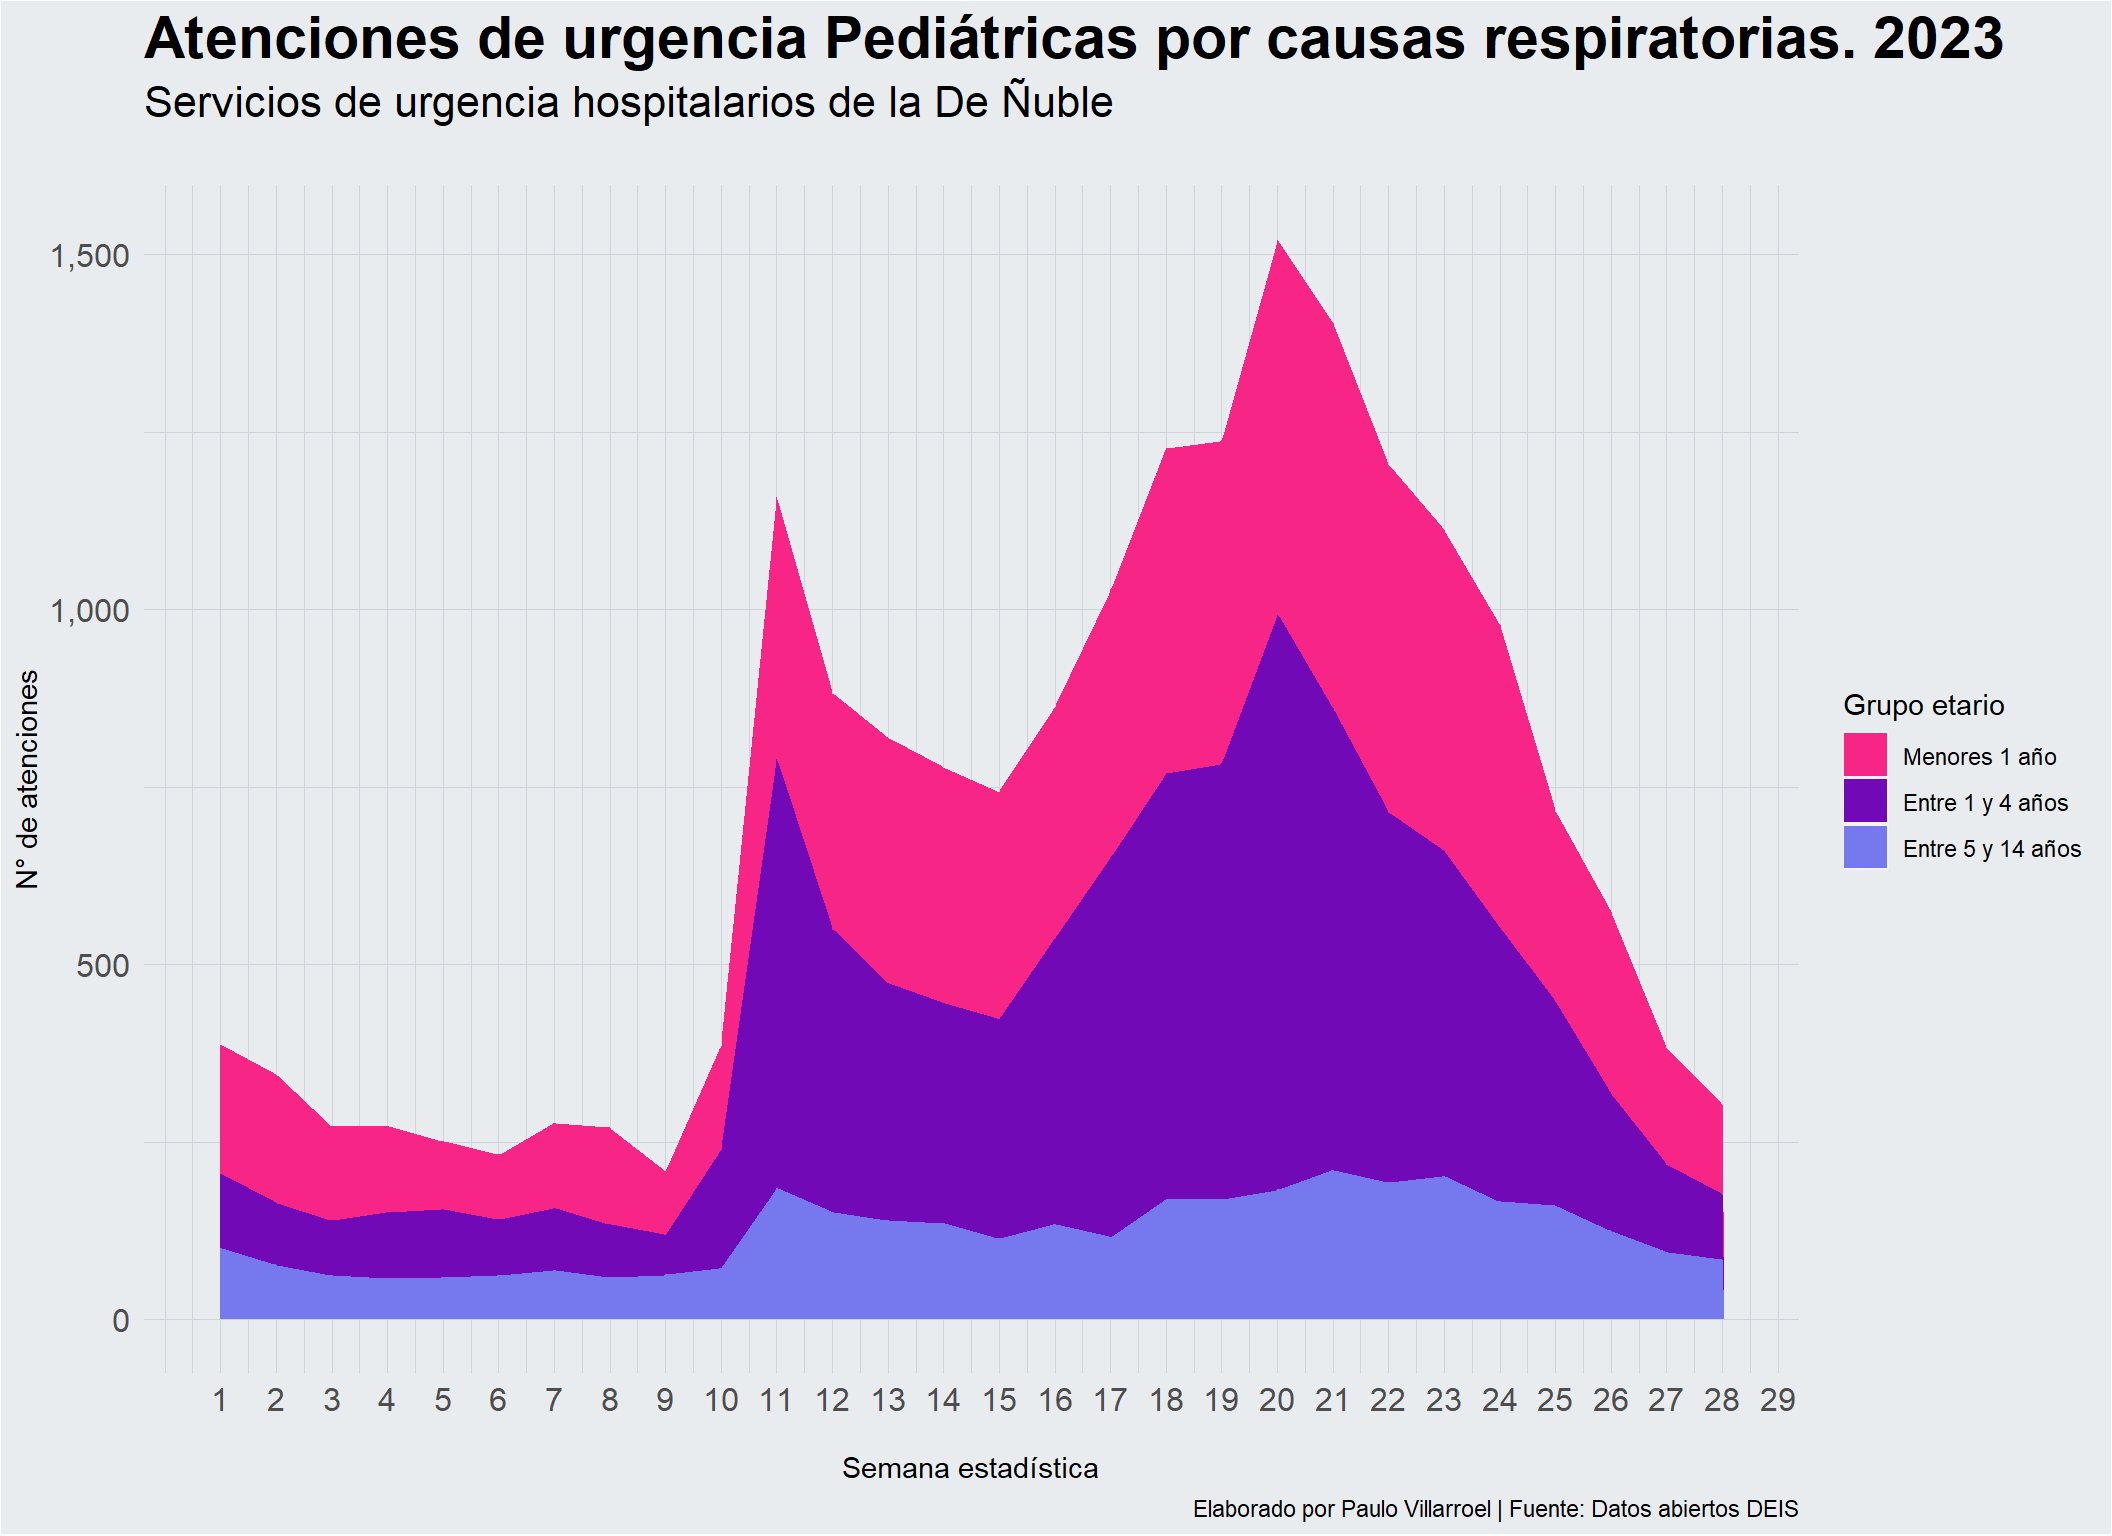 Atenciones de urgencia Pediátricas por causas respiratorias. 2023
Servicios de urgencia hospitalarios de la De Ñuble
1,500
1,000
500
0
N° de atenciones
1 2 3 4 5 6 7 8 9 10 11 12 13 14 15 16 17 18 19 20 21 22 23 24 25 26 27 28 29
Semana estadística
Grupo etario
Menores 1 año
Entre 1 y 4 años
Entre 5 y 14 años
Elaborado por Paulo Villarroel | Fuente: Datos abiertos DEIS